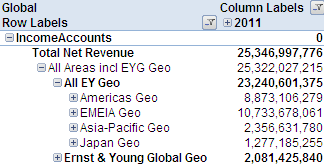 Global Column Labels
Row Labels 2011
IncomeAccounts 0
Total Net Revenue 25,346,997,776
All Areas incl EYG Geo 25,322,027,215
All EY Geo 23,240,601,375
Americas Geo 8,873,106,279
EMEIA Geo 10,733,678,061
Asia-Pacific Geo 2,356,631,780
Japan Geo 1,277,185,255
Ernst & Young Global Geo 2,081,425,840